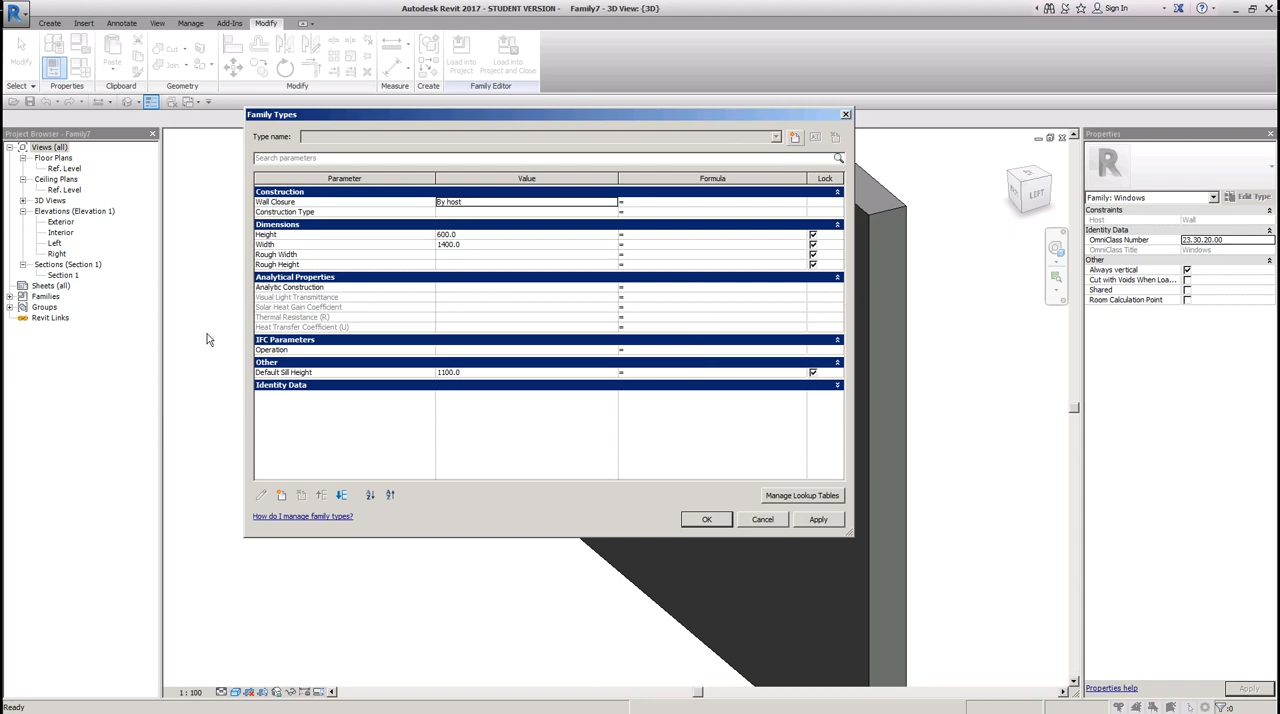 Autodesk Revit 2017 - STUDENT VERSION - Family7 - 3D View: {3D}
Sign In
Create Insert Annotate View Manage Add-Ins Modify
Modify
Paste
Cut
Join
Load into Project
Load into Project and Close
Select Properties Clipboard Geometry Modify Measure Create Family Editor
Project Browser - Family7
Views (all)
Floor Plans
Ref. Level
Ceiling Plans
Ref. Level
3D Views
Elevations (Elevation 1)
Exterior
Interior
Left
Right
Sections (Section 1)
Section 1
Sheets (all)
Families
Groups
Revit Links
Family Types
Type name:
Search parameters
Parameter Value Formula Lock
Construction
Wall Closure By host =
Construction Type =
Dimensions
Height 600.0 =
Width 1400.0 =
Rough Width =
Rough Height =
Analytical Properties
Analytic Construction =
Visual Light Transmittance
Solar Heat Gain Coefficient
Thermal Resistance (R)
Heat Transfer Coefficient (U)
IFC Parameters
Operation =
Other
Default Sill Height 1100.0 =
Identity Data
Manage Lookup Tables
How do I manage family types?
OK Cancel Apply
LEFT
Properties
R
Family: Windows Edit Type
Constraints
Host Wall
Identity Data
OmniClass Number 23.30.20.00
OmniClass Title Windows
Other
Always vertical
Cut with Voids When Loa...
Shared
Room Calculation Point
Properties help Apply
1 : 100
Ready
:0